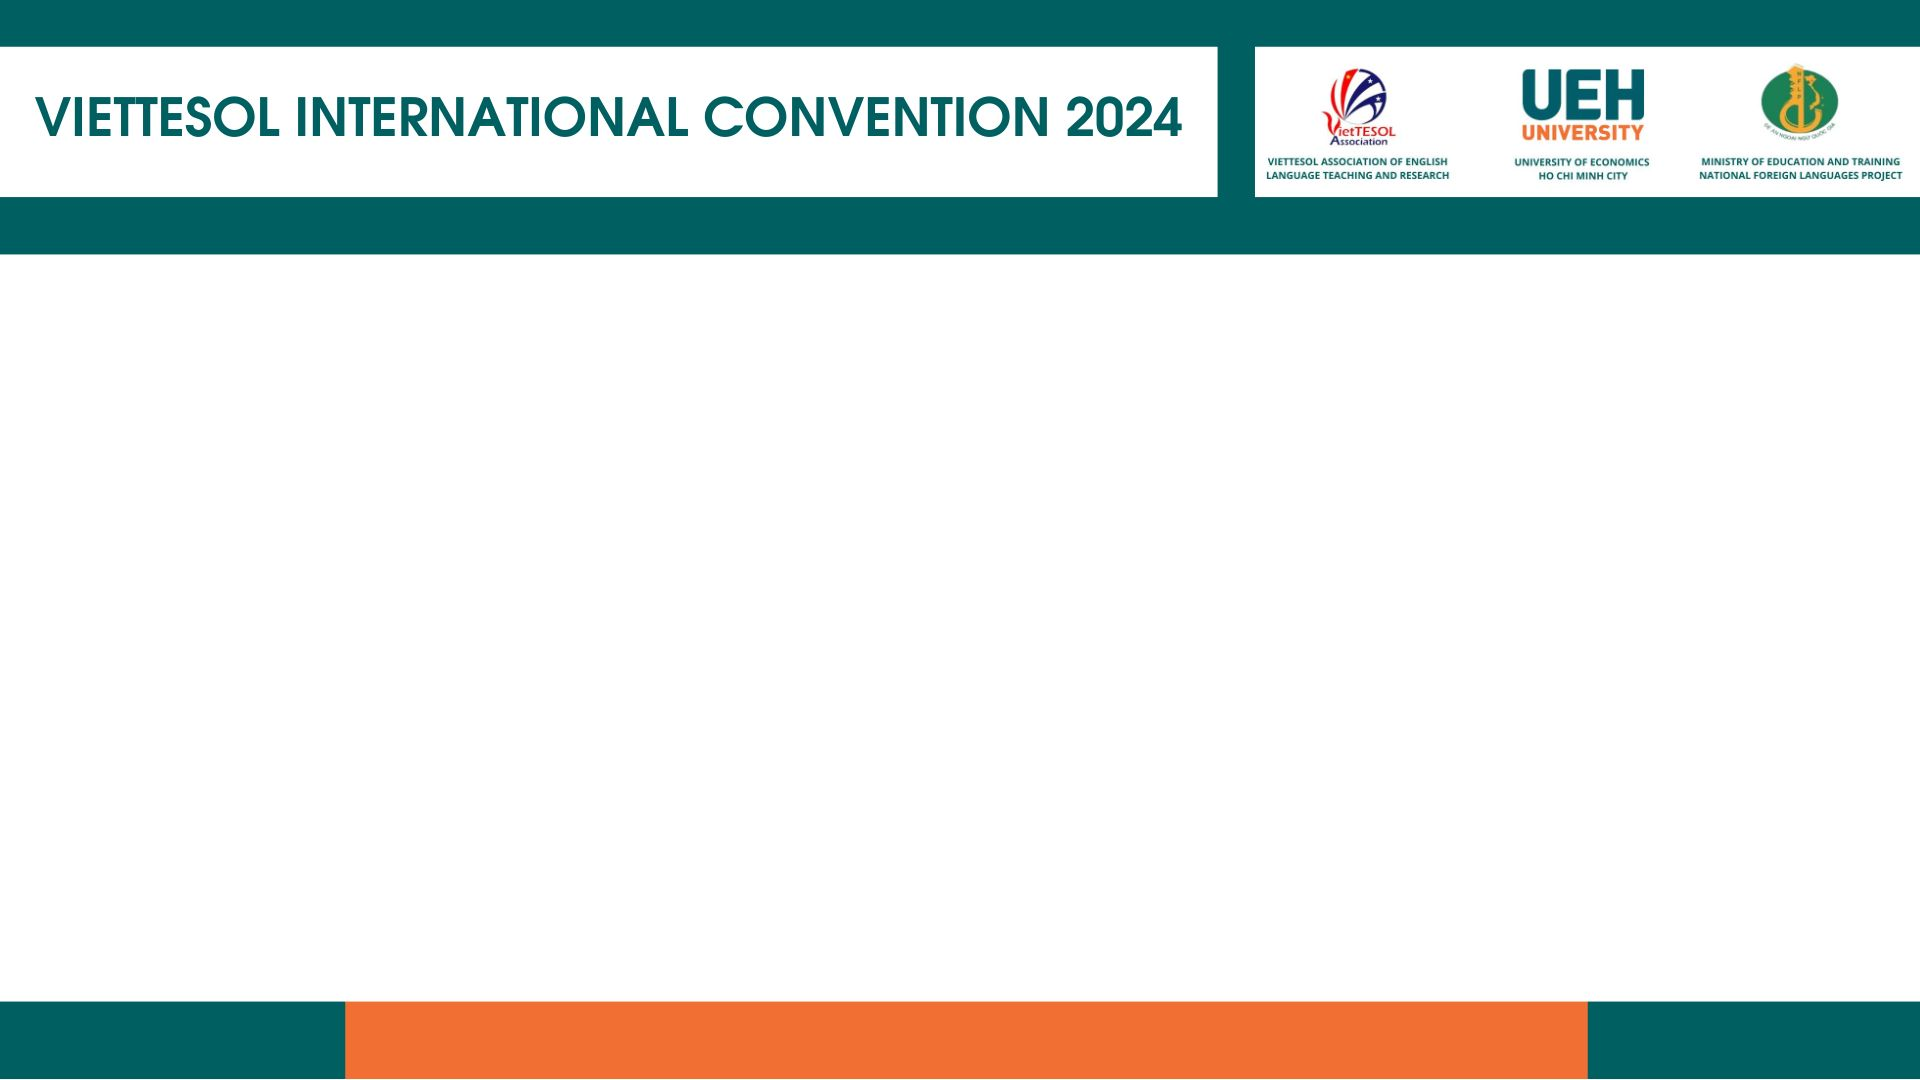 VIETTESOL INTERNATIONAL CONVENTION 2024
VietTESOL
Association
VIETTESOL ASSOCIATION OF ENGLISH
LANGUAGE TEACHING AND RESEARCH
UEH
UNIVERSITY
UNIVERSITY OF ECONOMICS
HO CHI MINH CITY
MINISTRY OF EDUCATION AND TRAINING
NATIONAL FOREIGN LANGUAGES PROJECT